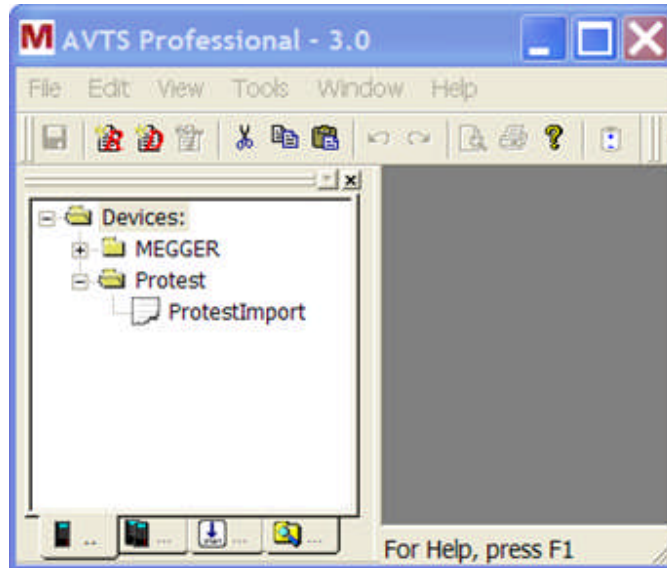 M AVTS Professional - 3.0
File Edit View Tools Window Help
Devices:
MEGGER
Protest
ProtestImport
.. ... ... ...
For Help, press F1